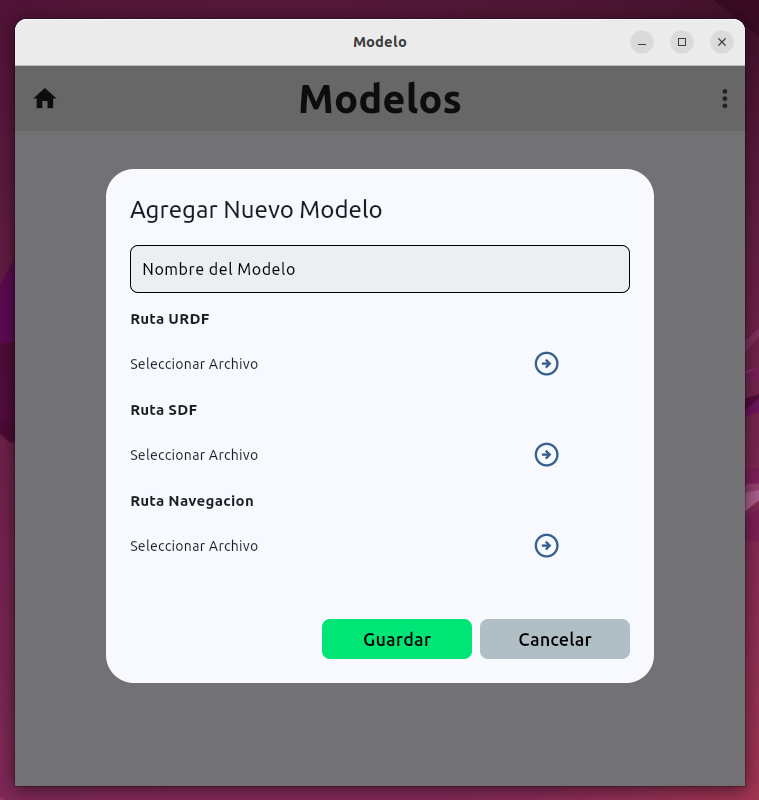 Modelo
Modelos
Agregar Nuevo Modelo
Nombre del Modelo
Ruta URDF
Seleccionar Archivo
Ruta SDF
Seleccionar Archivo
Ruta Navegacion
Seleccionar Archivo
Guardar
Cancelar